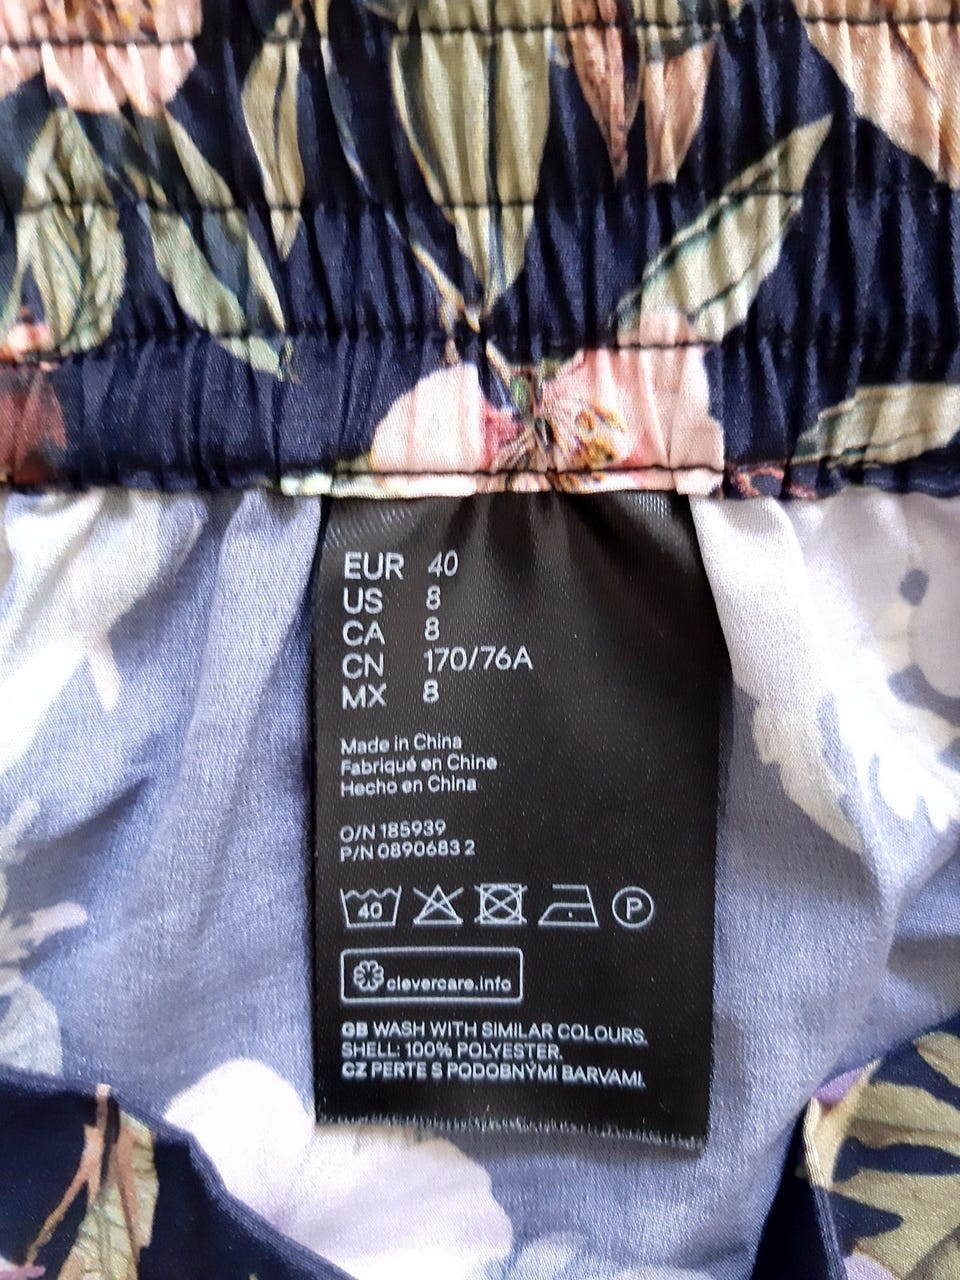 EUR 40
US 8
CA 8
CN 170/76A
MX 8
Made in China
Fabriqué en Chine
Hecho en China
O/N 185939
P/N 0890683 2
40 P
clevercare.info
GB WASH WITH SIMILAR COLOURS.
SHELL: 100% POLYESTER.
CZ PERTE S PODOBNÝMI BARVAMI.